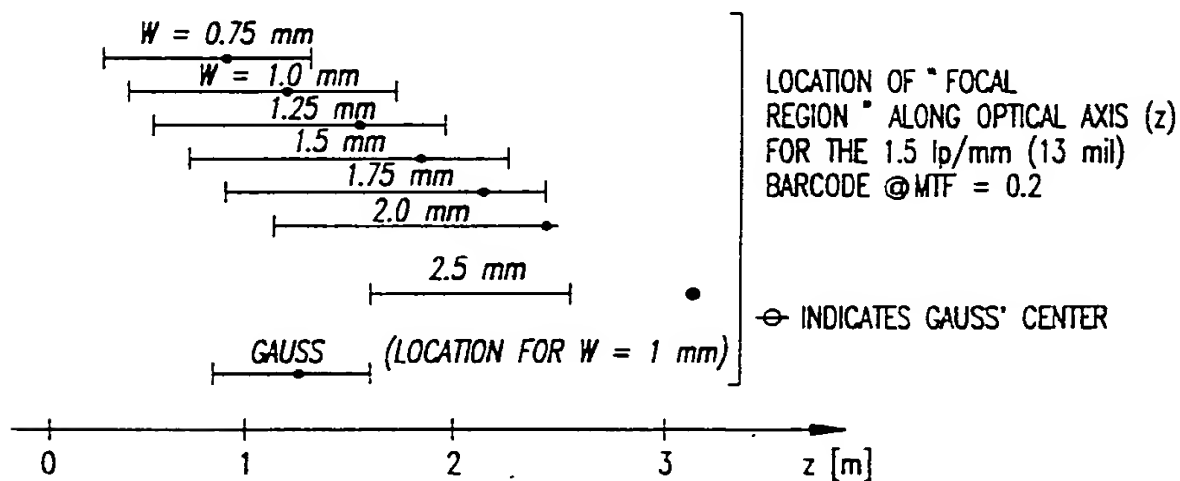 W = 0.75 mm
W = 1.0 mm
1.25 mm
1.5 mm
1.75 mm
2.0 mm
2.5 mm
GAUSS (LOCATION FOR W = 1 mm)
LOCATION OF " FOCAL
REGION " ALONG OPTICAL AXIS (z)
FOR THE 1.5 lp/mm (13 mil)
BARCODE @ MTF = 0.2
INDICATES GAUSS' CENTER
0 1 2 3 z [m]